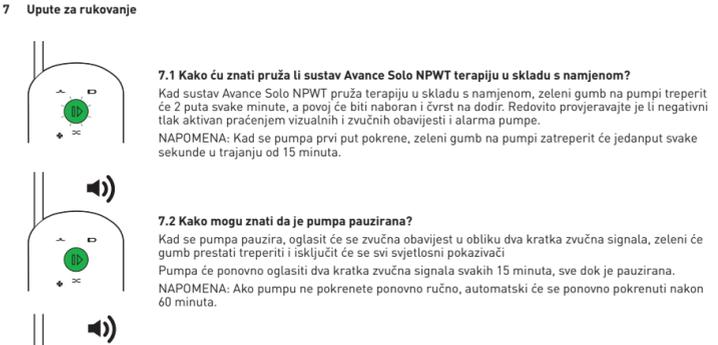 7 Upute za rukovanje
7.1 Kako ću znati pruža li sustav Avance Solo NPWT terapiju u skladu s namjenom?
Kad sustav Avance Solo NPWT pruža terapiju u skladu s namjenom, zeleni gumb na pumpi treperit
će 2 puta svake minute, a povoj će biti naboran i čvrst na dodir. Redovito provjeravajte je li negativni
tlak aktivan praćenjem vizualnih i zvučnih obavijesti i alarma pumpe.
NAPOMENA: Kad se pumpa prvi put pokrene, zeleni gumb na pumpi zatreperit će jedanput svake
sekunde u trajanju od 15 minuta.
7.2 Kako mogu znati da je pumpa pauzirana?
Kad se pumpa pauzira, oglasit će se zvučna obavijest u obliku dva kratka zvučna signala, zeleni će
gumb prestati treperiti i isključit će se svi svjetlosni pokazivači
Pumpa će ponovno oglasiti dva kratka zvučna signala svakih 15 minuta, sve dok je pauzirana.
NAPOMENA: Ako pumpu ne pokrenete ponovno ručno, automatski će se ponovno pokrenuti nakon
60 minuta.